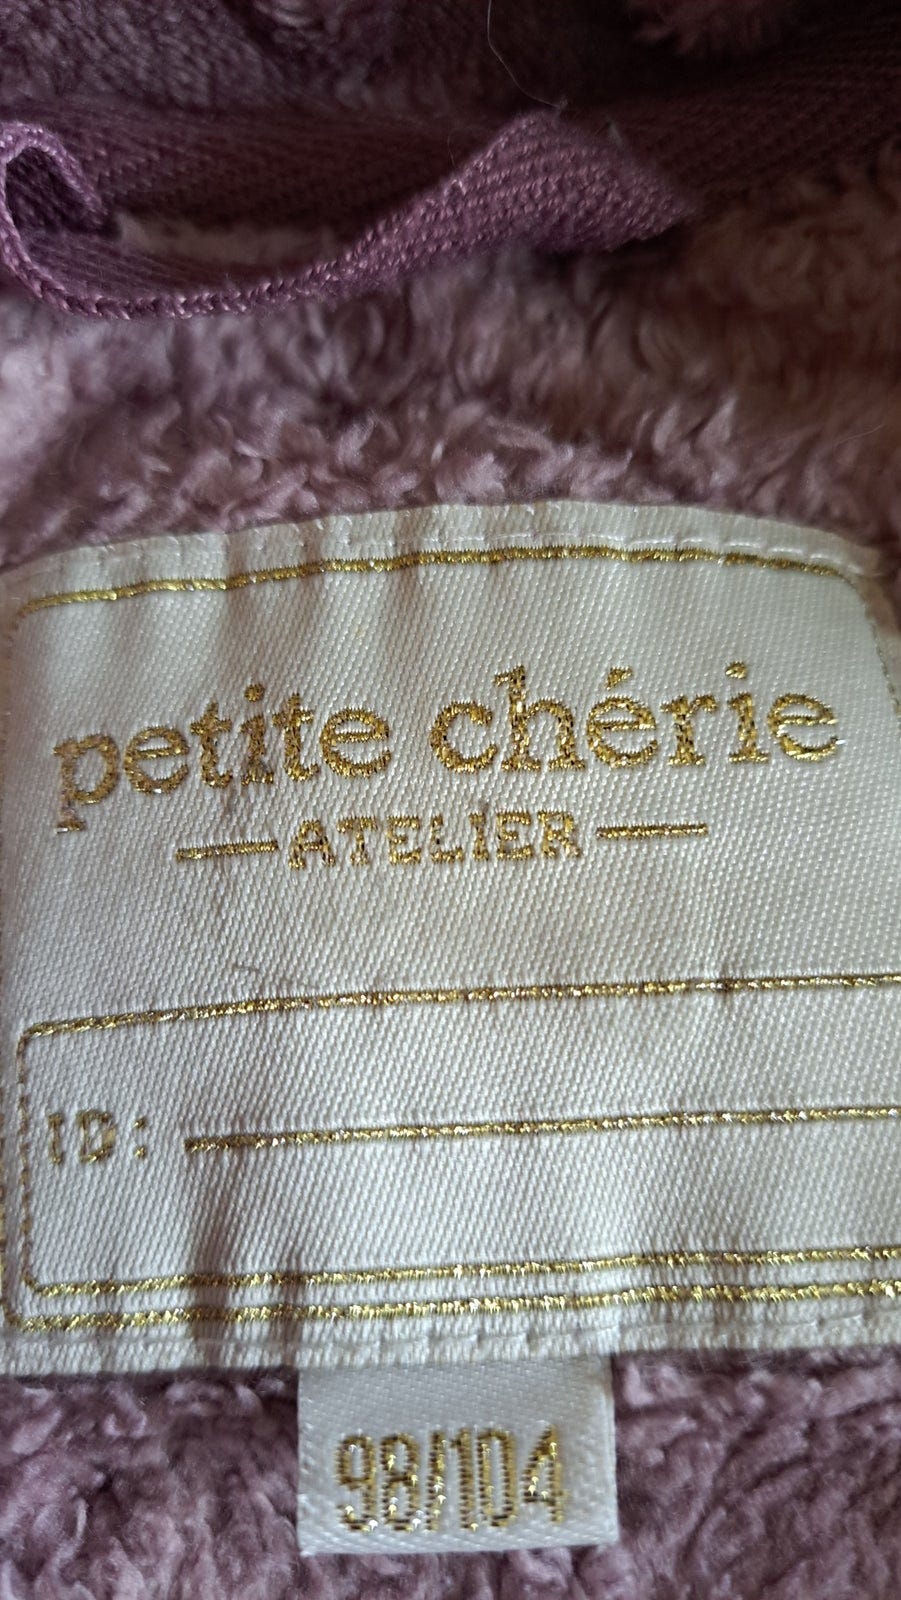 petite chérie
ATELIER
ID:
98/104